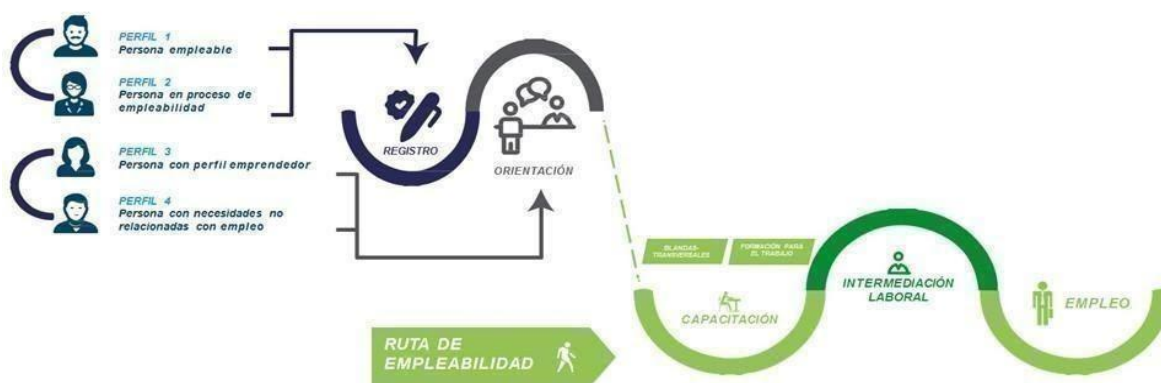 PERFIL 1
Persona empleable
PERFIL 2
Persona en proceso de
empleabilidad
PERFIL 3
Persona con perfil emprendedor
PERFIL 4
Persona con necesidades no
relacionadas con empleo
REGISTRO
ORIENTACIÓN
BLANDAS-
TRANSVERSALES
FORMACIÓN PARA
EL TRABAJO
CAPACITACIÓN
INTERMEDIACIÓN
LABORAL
EMPLEO
RUTA DE
EMPLEABILIDAD